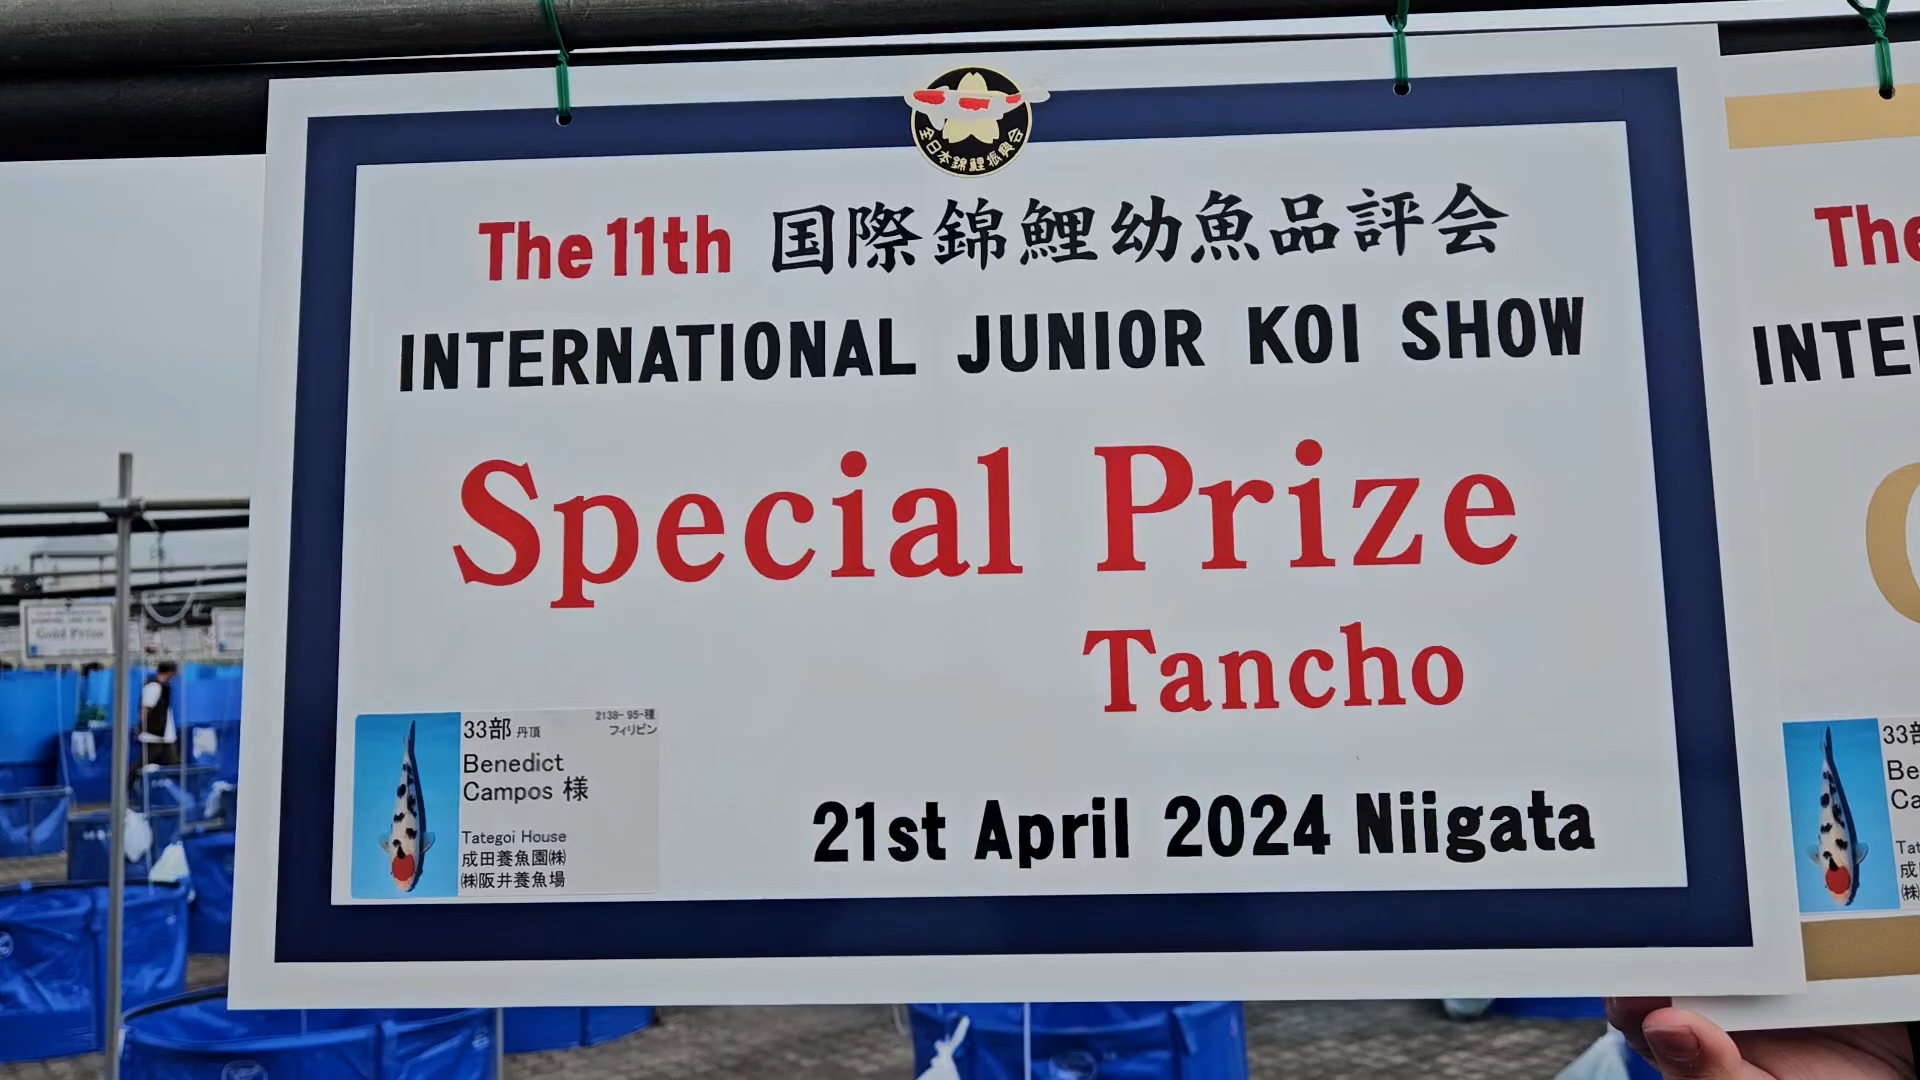 全日本錦鯉振興会
The 11th 国際錦鯉幼魚品評会
INTERNATIONAL JUNIOR KOI SHOW
Special Prize
Tancho
33部 丹頂
2138- 95-種
フィリピン
Benedict
Campos 様
Tategoi House
成田養魚園㈱
㈱阪井養魚場
21st April 2024 Niigata
The
INTE
33部
Be
Ca
Tat
成
㈱
Gold Prize